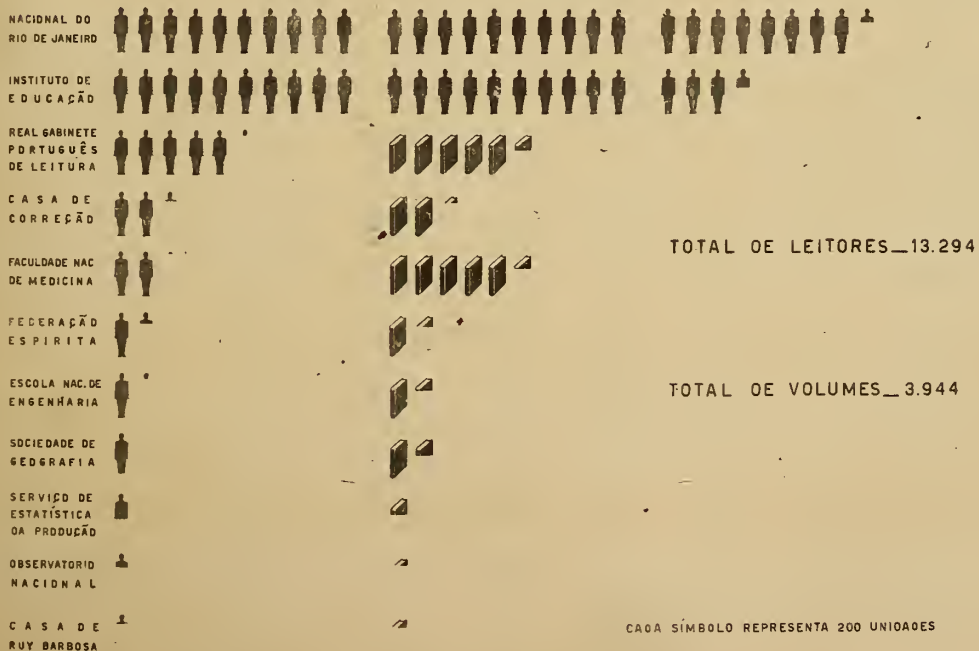 NACIONAL DO
RIO DE JANEIRO
INSTITUTO DE
EDUCAÇÃO
REAL GABINETE
PORTUGUÊS
DE LEITURA
CASA DE
CORREÇÃO
FACULDADE NAC
DE MEDICINA
FEDERAÇÃO
ESPIRITA
ESCOLA NAC. DE
ENGENHARIA
SOCIEDADE DE
GEOGRAFIA
SERVIÇO DE
ESTATÍSTICA
DA PRODUÇÃO
OBSERVATORIO
NACIONAL
CASA DE
RUY BARBOSA
TOTAL DE LEITORES_13.294
TOTAL DE VOLUMES_3.944
CADA SÍMBOLO REPRESENTA 200 UNIDADES